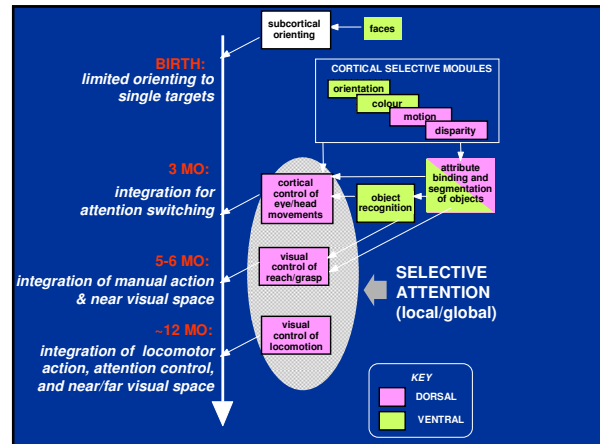 subcortical
orienting
faces
BIRTH:
limited orienting to
single targets
CORTICAL SELECTIVE MODULES
orientation
colour
motion
disparity
3 MO:
integration for
attention switching
cortical
control of
eye/head
movements
object
recognition
attribute
binding and
segmentation
of objects
5-6 MO:
integration of manual action
& near visual space
visual
control of
reach/grasp
SELECTIVE
ATTENTION
(local/global)
~12 MO:
integration of locomotor
action, attention control,
and near/far visual space
visual
control of
locomotion
KEY
DORSAL
VENTRAL